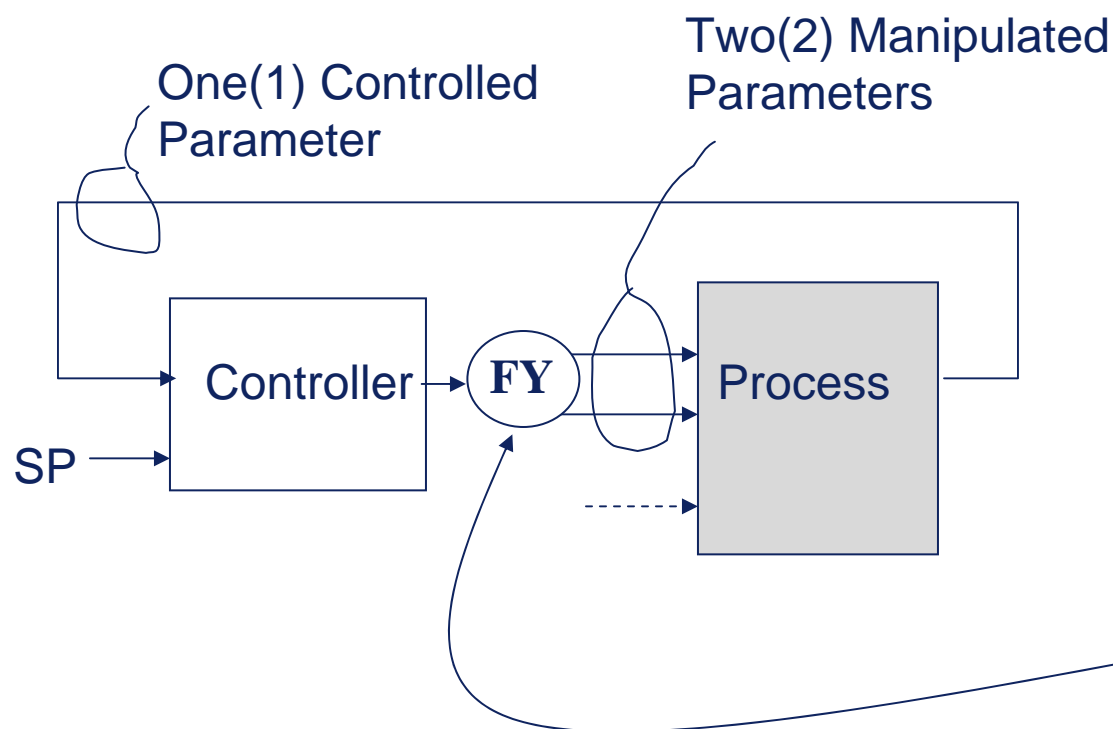 One(1) Controlled
Parameter
Two(2) Manipulated
Parameters
Controller
FY
Process
SP